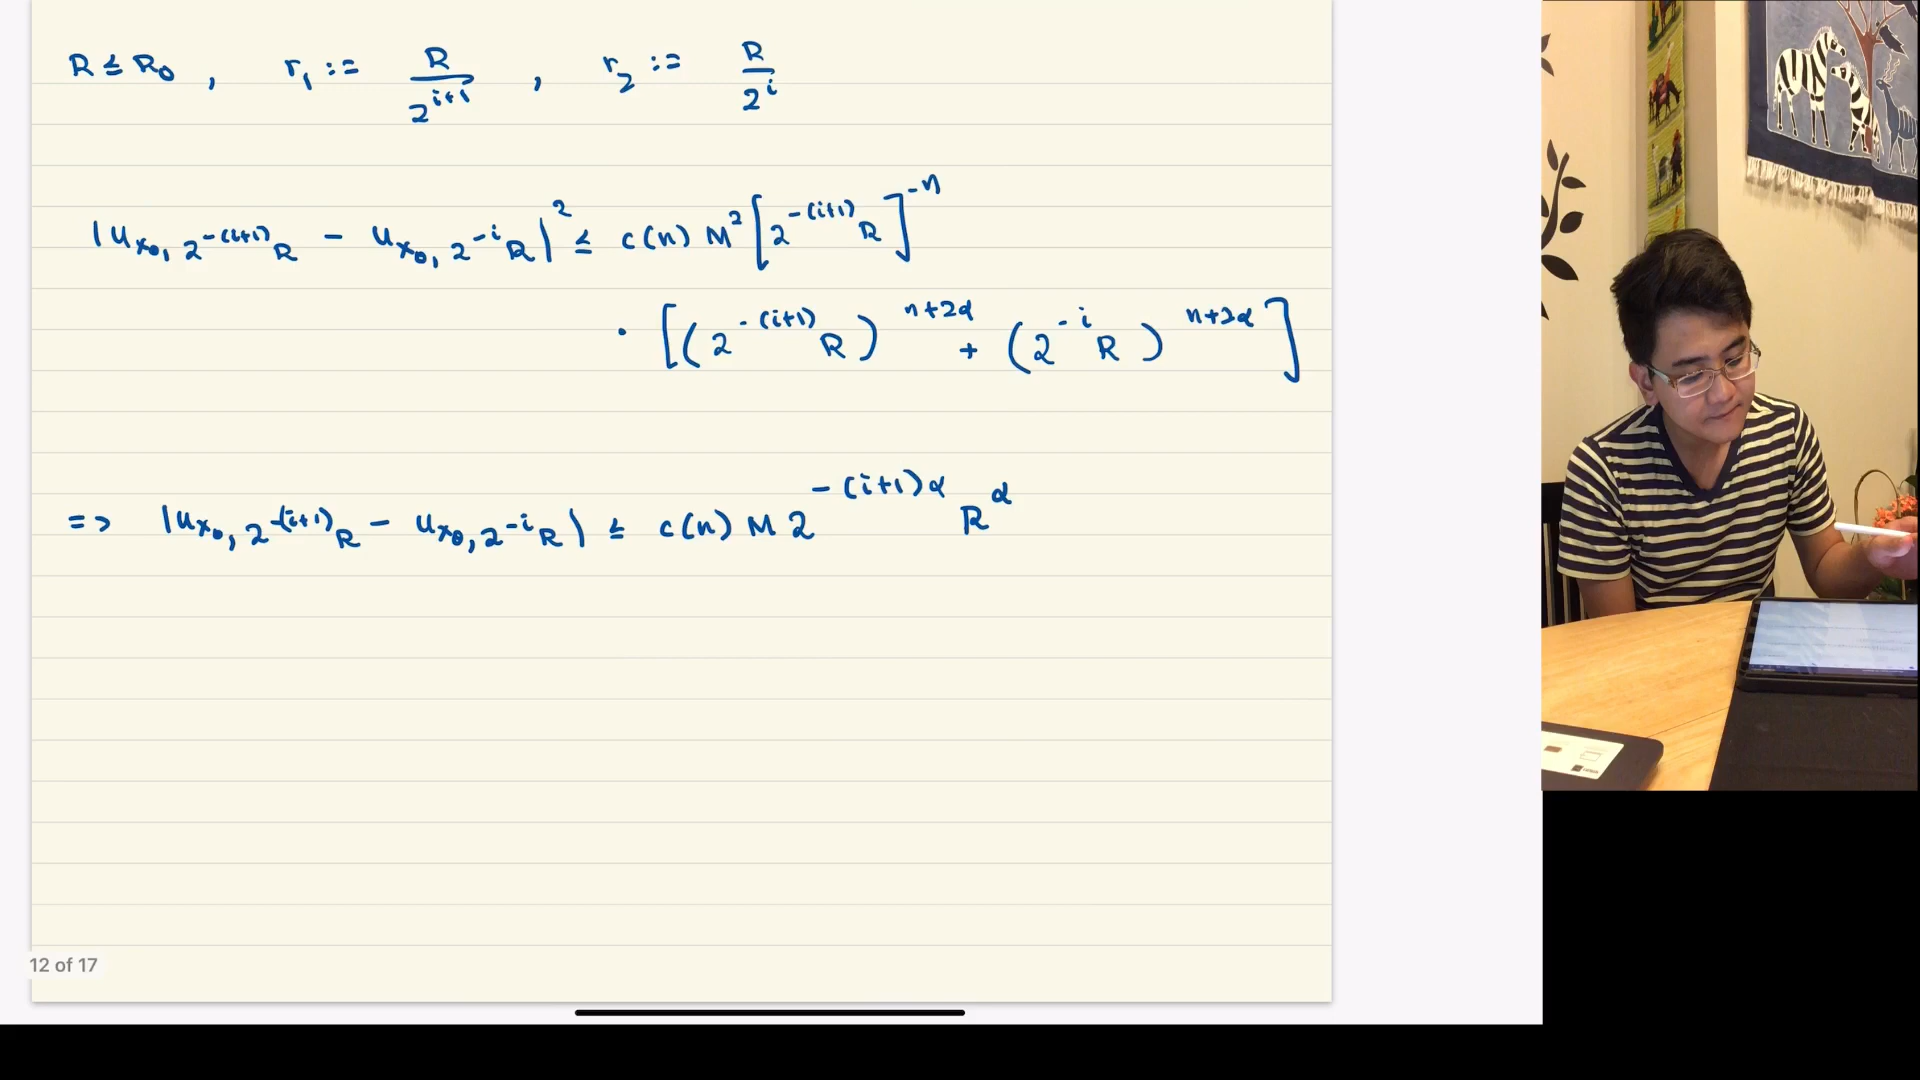 R ≤ R₀ , r₁ := R/2^{i+1} , r₂ := R/2^i
|u_{x₀, 2^{-(i+1)}R} - u_{x₀, 2^{-i}R}|² ≤ c(n) M² [2^{-(i+1)} R]^{-n}
· [(2^{-(i+1)} R)^{n+2α} + (2^{-i} R)^{n+2α}]
=> |u_{x₀, 2^{-(i+1)}R} - u_{x₀, 2^{-i}R}| ≤ c(n) M 2^{-(i+1)α} R^α
12 of 17